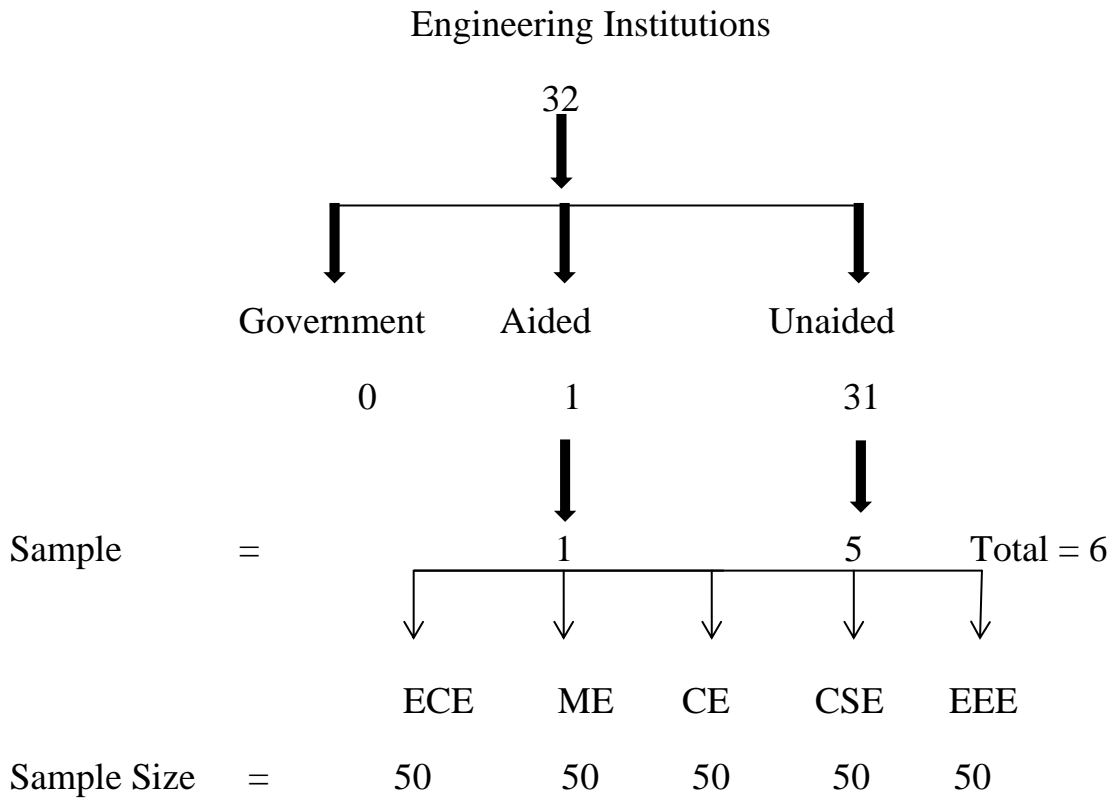 Engineering Institutions
32
Government Aided Unaided
0 1 31
Sample = 1 5 Total = 6
ECE ME CE CSE EEE
Sample Size = 50 50 50 50 50